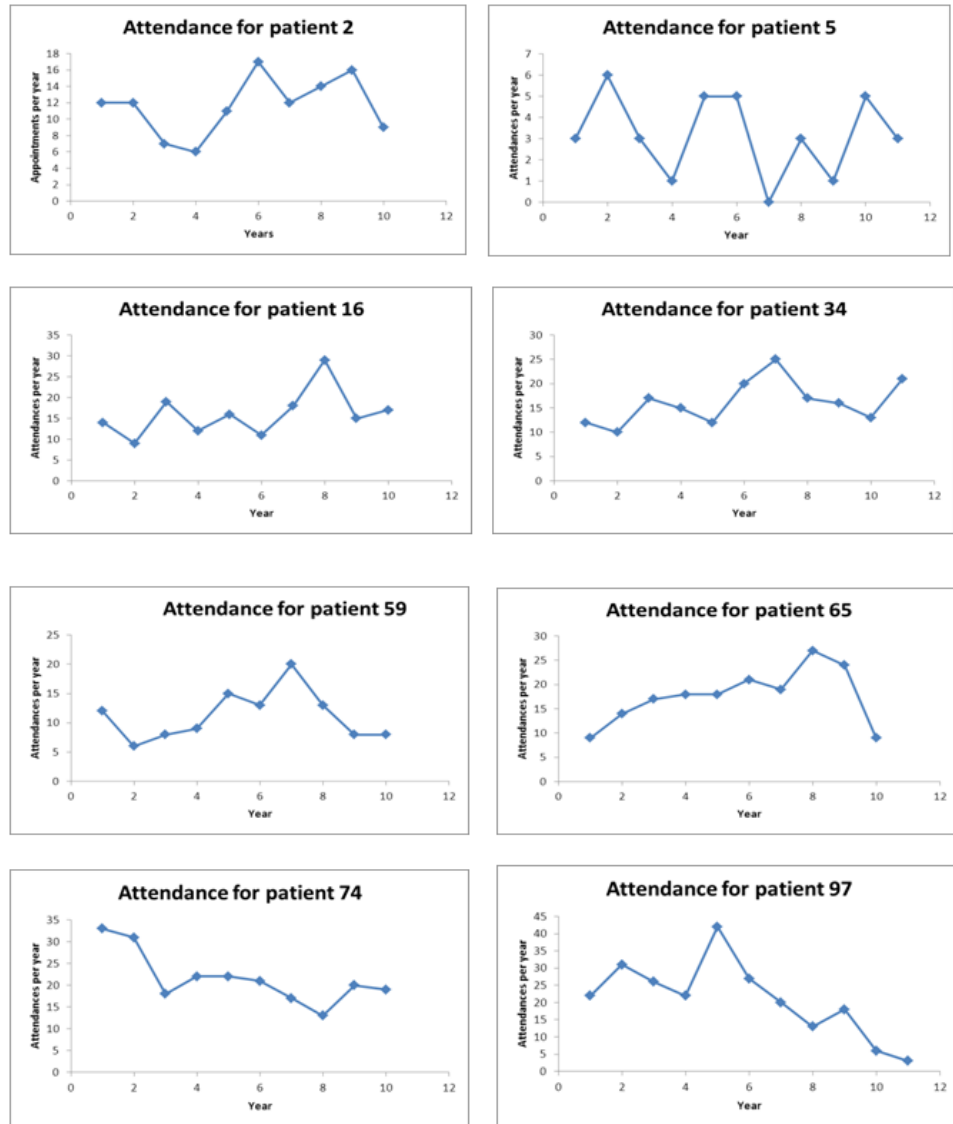 Attendance for patient 2
Appointments per year
18
16
14
12
10
8
6
4
2
0
0 2 4 6 8 10 12
Years
Attendance for patient 5
Attendances per year
7
6
5
4
3
2
1
0
0 2 4 6 8 10 12
Year
Attendance for patient 16
Attendances per year
35
30
25
20
15
10
5
0
0 2 4 6 8 10 12
Year
Attendance for patient 34
Attendances per year
30
25
20
15
10
5
0
0 2 4 6 8 10 12
Year
Attendance for patient 59
Attendances per year
25
20
15
10
5
0
0 2 4 6 8 10 12
Year
Attendance for patient 65
Attendances per year
30
25
20
15
10
5
0
0 2 4 6 8 10 12
Year
Attendance for patient 74
Attendances per year
35
30
25
20
15
10
5
0
0 2 4 6 8 10 12
Year
Attendance for patient 97
Attendances per year
45
40
35
30
25
20
15
10
5
0
0 2 4 6 8 10 12
Year